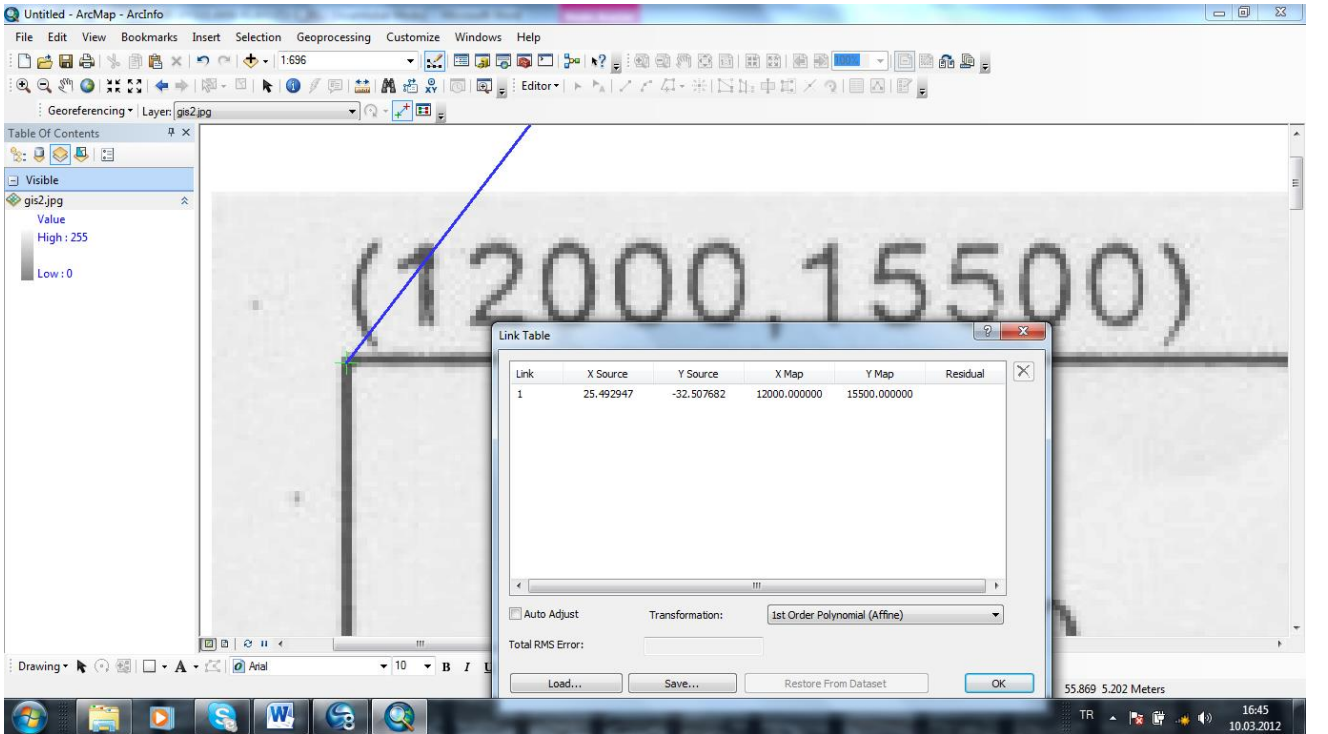 Untitled - ArcMap - ArcInfo
File Edit View Bookmarks Insert Selection Geoprocessing Customize Windows Help
1:696
100%
Editor
Georeferencing Layer: gis2.jpg
Table Of Contents
Visible
gis2.jpg
Value
High : 255
Low : 0
(12000,15500)
Link Table
Link X Source Y Source X Map Y Map Residual
1 25.492947 -32.507682 12000.000000 15500.000000
Auto Adjust Transformation: 1st Order Polynomial (Affine)
Total RMS Error:
Load... Save... Restore From Dataset OK
Drawing A Arial 10 B I U
55.869 5.202 Meters
TR 16:45
10.03.2012